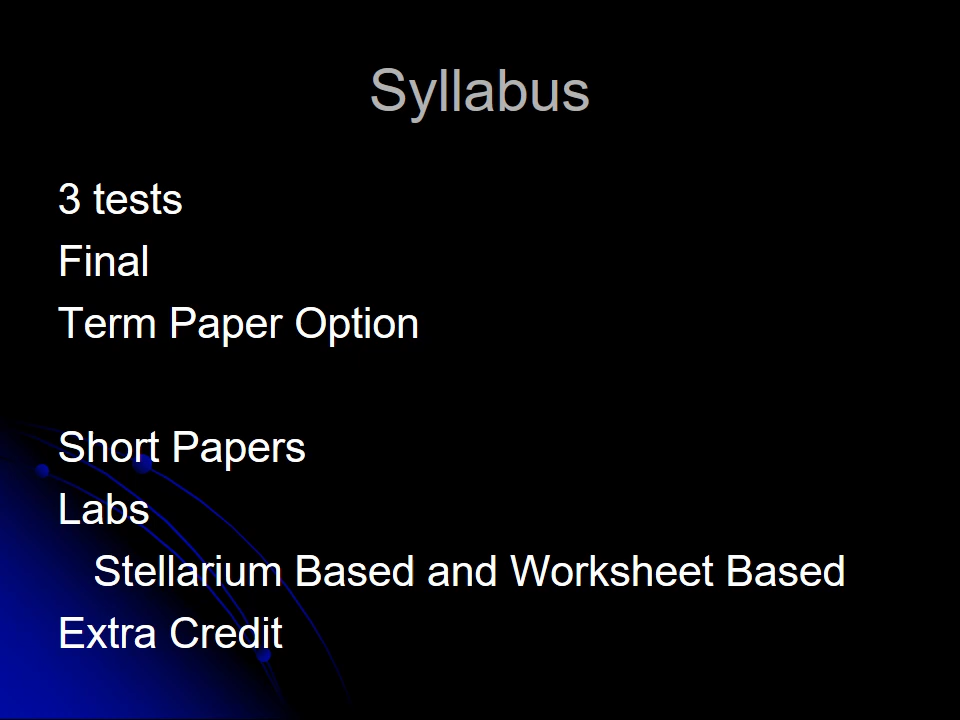 Syllabus
3 tests
Final
Term Paper Option
Short Papers
Labs
Stellarium Based and Worksheet Based
Extra Credit